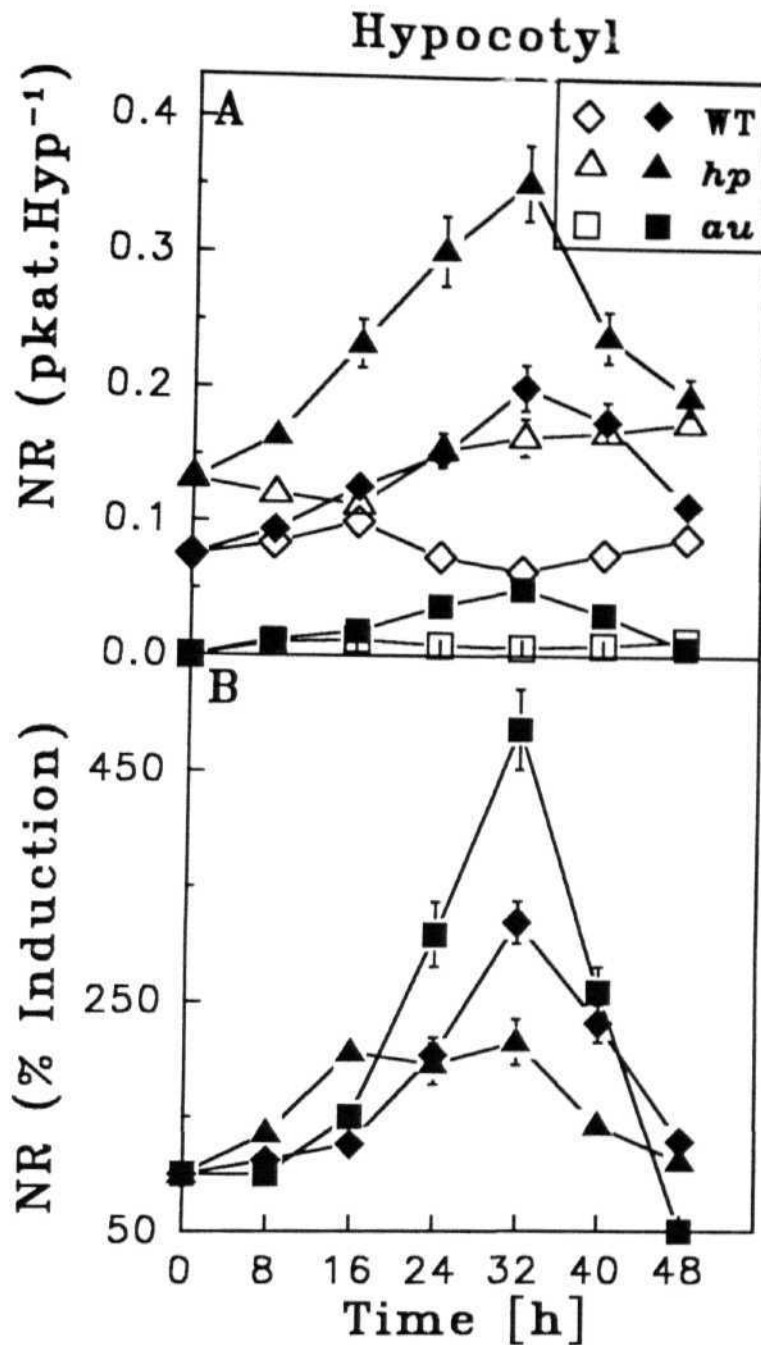 Hypocotyl
NR (pkat.Hyp⁻¹)
A
0.4
0.3
0.2
0.1
0.0
WT
hp
au
NR (% Induction)
B
450
250
50
0 8 16 24 32 40 48
Time [h]